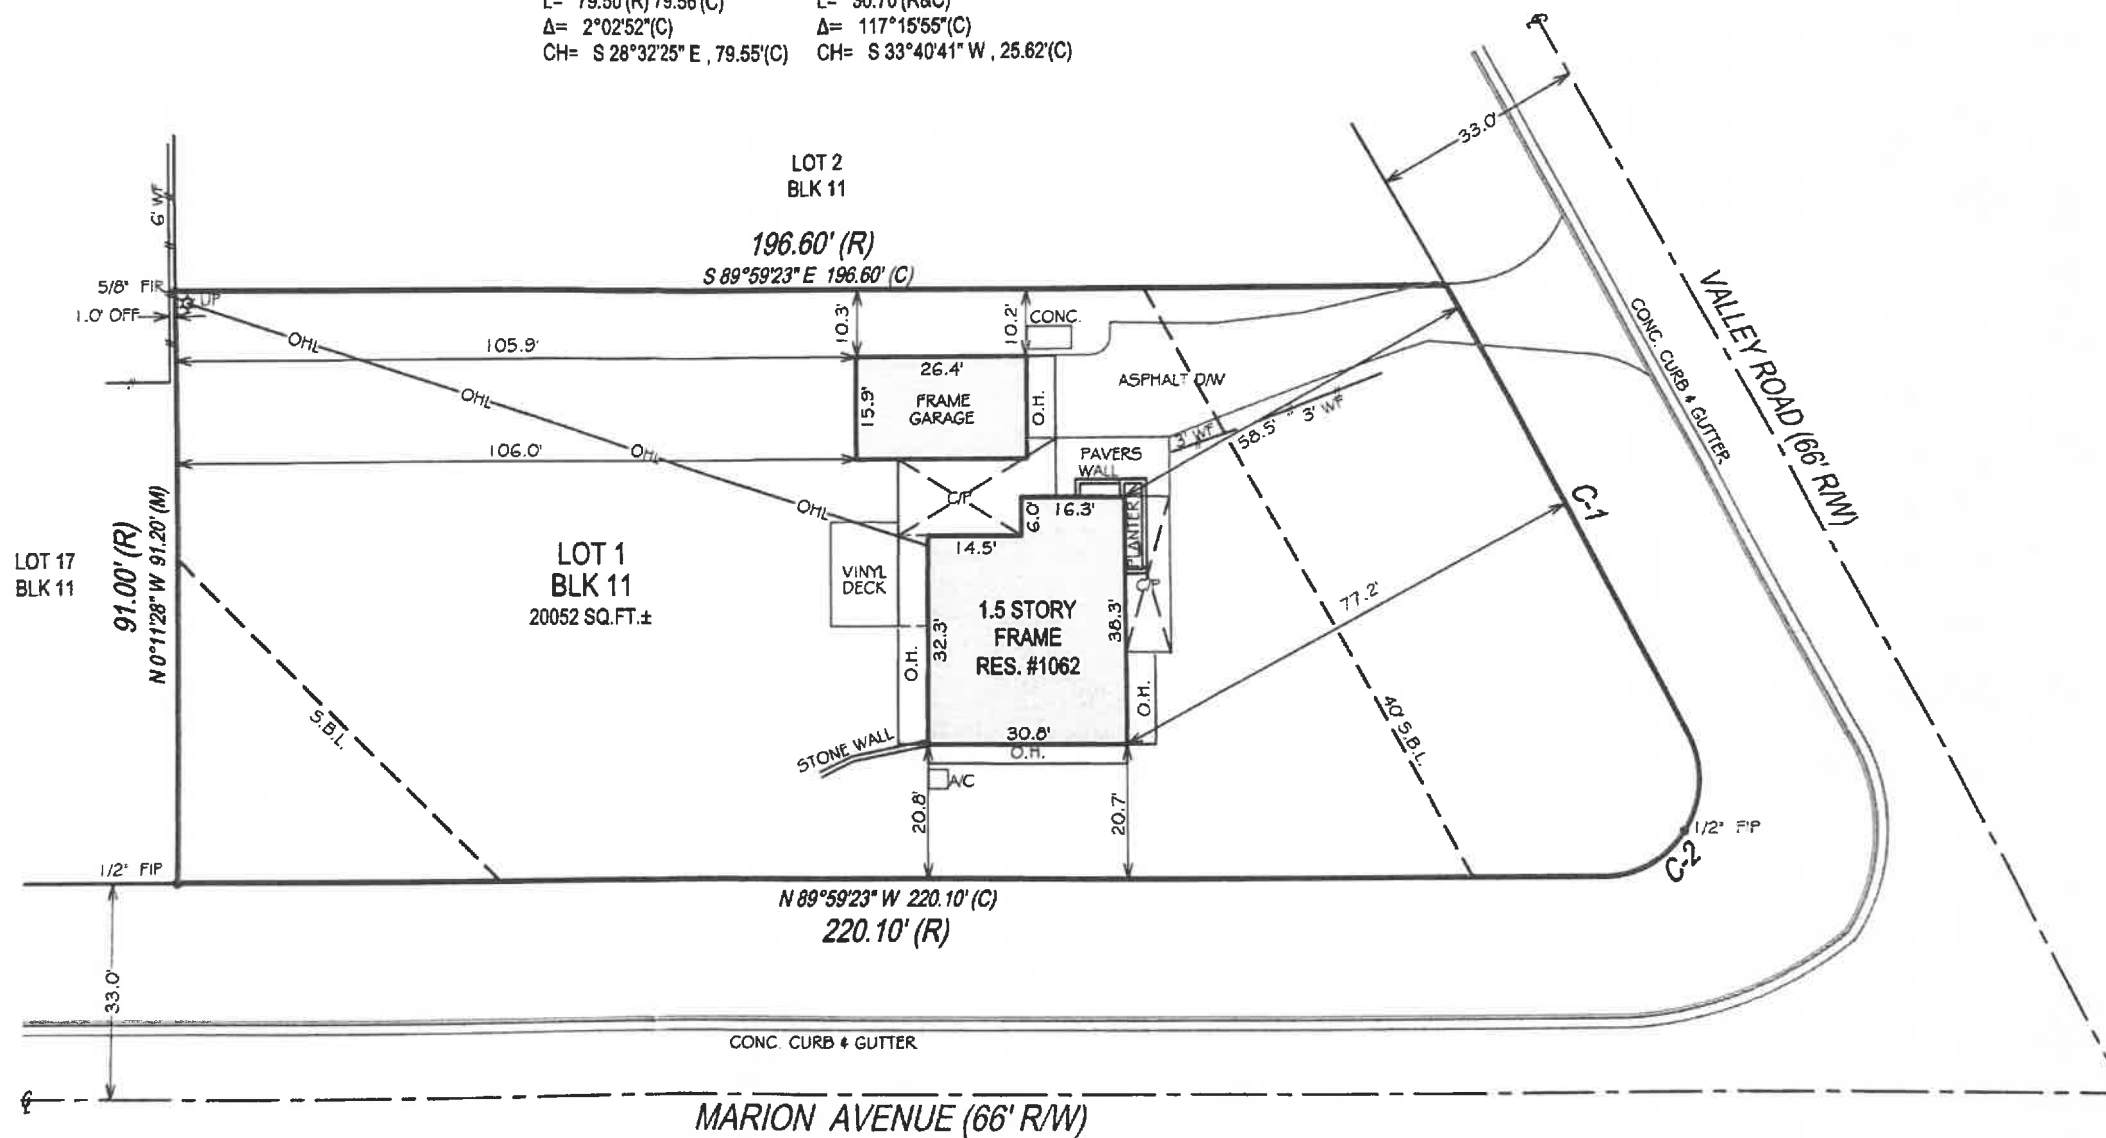 L= 79.50 (R) 79.56 (C)
Δ= 2°02'52"(C)
CH= S 28°32'25" E , 79.55'(C)
L= 30.70 (R&C)
Δ= 117°15'55"(C)
CH= S 33°40'41" W , 25.62'(C)
33.0'
LOT 2
BLK 11
6' WF
196.60' (R)
S 89°59'23" E 196.60' (C)
5/8" FIR
UP
1.0' OFF
OHL
105.9'
10.3'
10.2'
CONC.
VALLEY ROAD (66' R/W)
CONC. CURB & GUTTER
26.4'
FRAME
GARAGE
15.9'
O.H.
ASPHALT D/W
OHL
3' WF
3' WF
58.5'
106.0'
OHL
PAVERS
WALL
C/P
OHL
6.0'
16.3'
PLANTER
C-1
14.5'
LOT 17
BLK 11
91.00' (R)
N 0°11'28" W 91.20' (M)
LOT 1
BLK 11
20052 SQ.FT.±
VINYL
DECK
C/P
77.2'
1.5 STORY
FRAME
RES. #1062
32.3'
38.3'
O.H.
O.H.
S.B.L.
40' S.B.L.
30.8'
O.H.
STONE WALL
A/C
20.8'
20.7'
1/2" FIP
C-2
1/2" FIP
N 89°59'23" W 220.10' (C)
220.10' (R)
33.0'
CONC. CURB & GUTTER
MARION AVENUE (66' R/W)